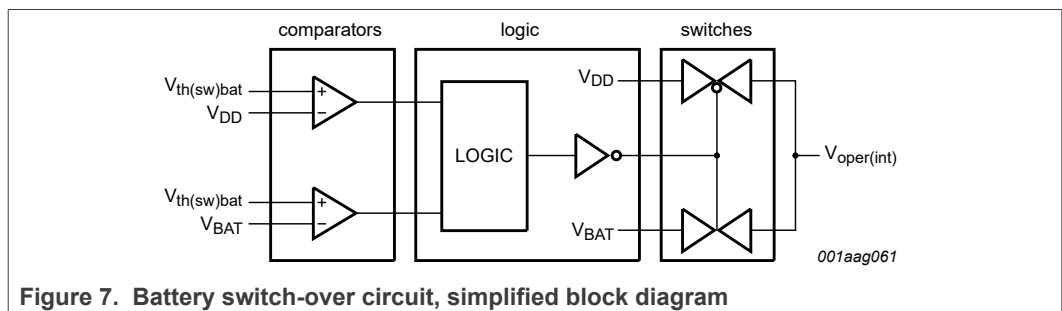 comparators
logic
switches
Vth(sw)bat
+
VDD
−
LOGIC
VDD
Voper(int)
Vth(sw)bat
+
VBAT
−
VBAT
001aag061
Figure 7. Battery switch-over circuit, simplified block diagram